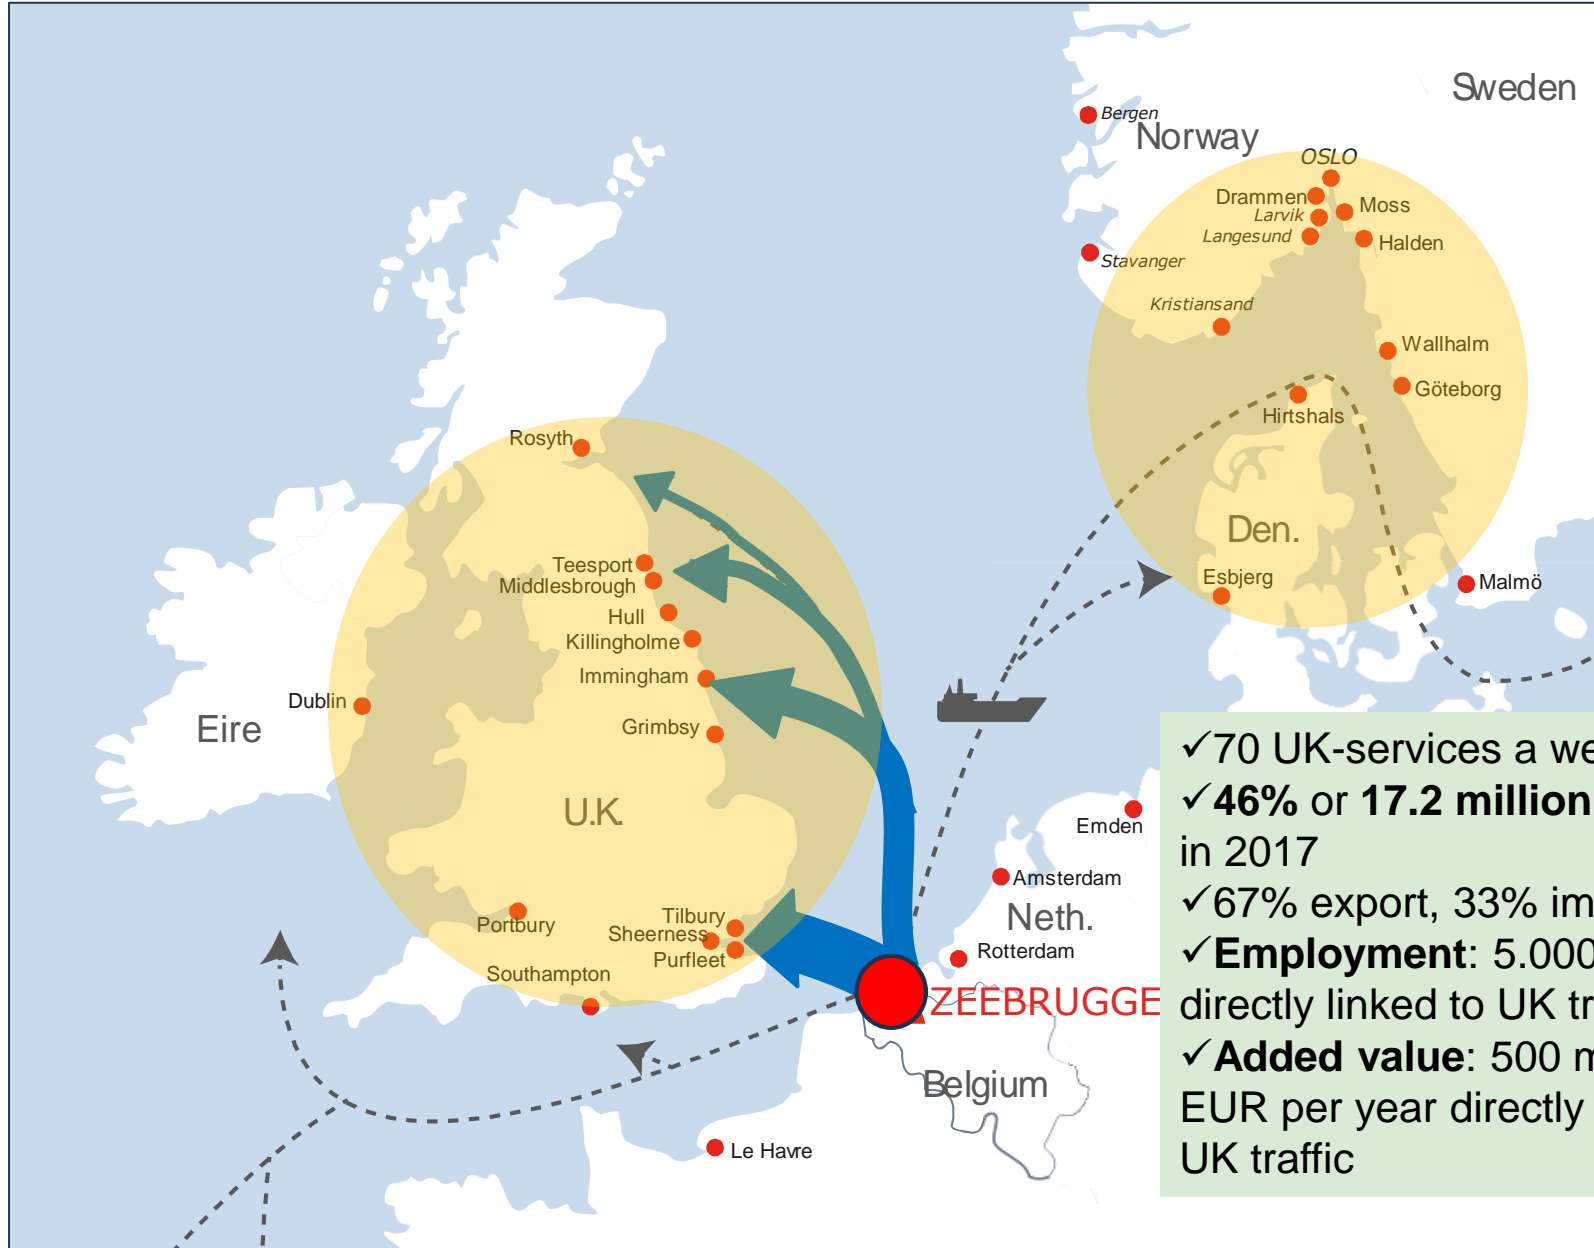 Sweden
Bergen
Norway
OSLO
Drammen
Moss
Larvik
Langesund
Halden
Stavanger
Kristiansand
Wallhalm
Göteborg
Hirtshals
Rosyth
Den.
Teesport
Esbjerg
Malmö
Middlesbrough
Hull
Killingholme
Immingham
Dublin
Eire
Grimbsy
U.K.
Emden
Amsterdam
Neth.
Portbury
Tilbury
Sheerness
Purfleet
Rotterdam
Southampton
ZEEBRUGGE
Belgium
Le Havre
✓70 UK-services a we
✓46% or 17.2 million
in 2017
✓67% export, 33% im
✓Employment: 5.000
directly linked to UK tr
✓Added value: 500 m
EUR per year directly
UK traffic